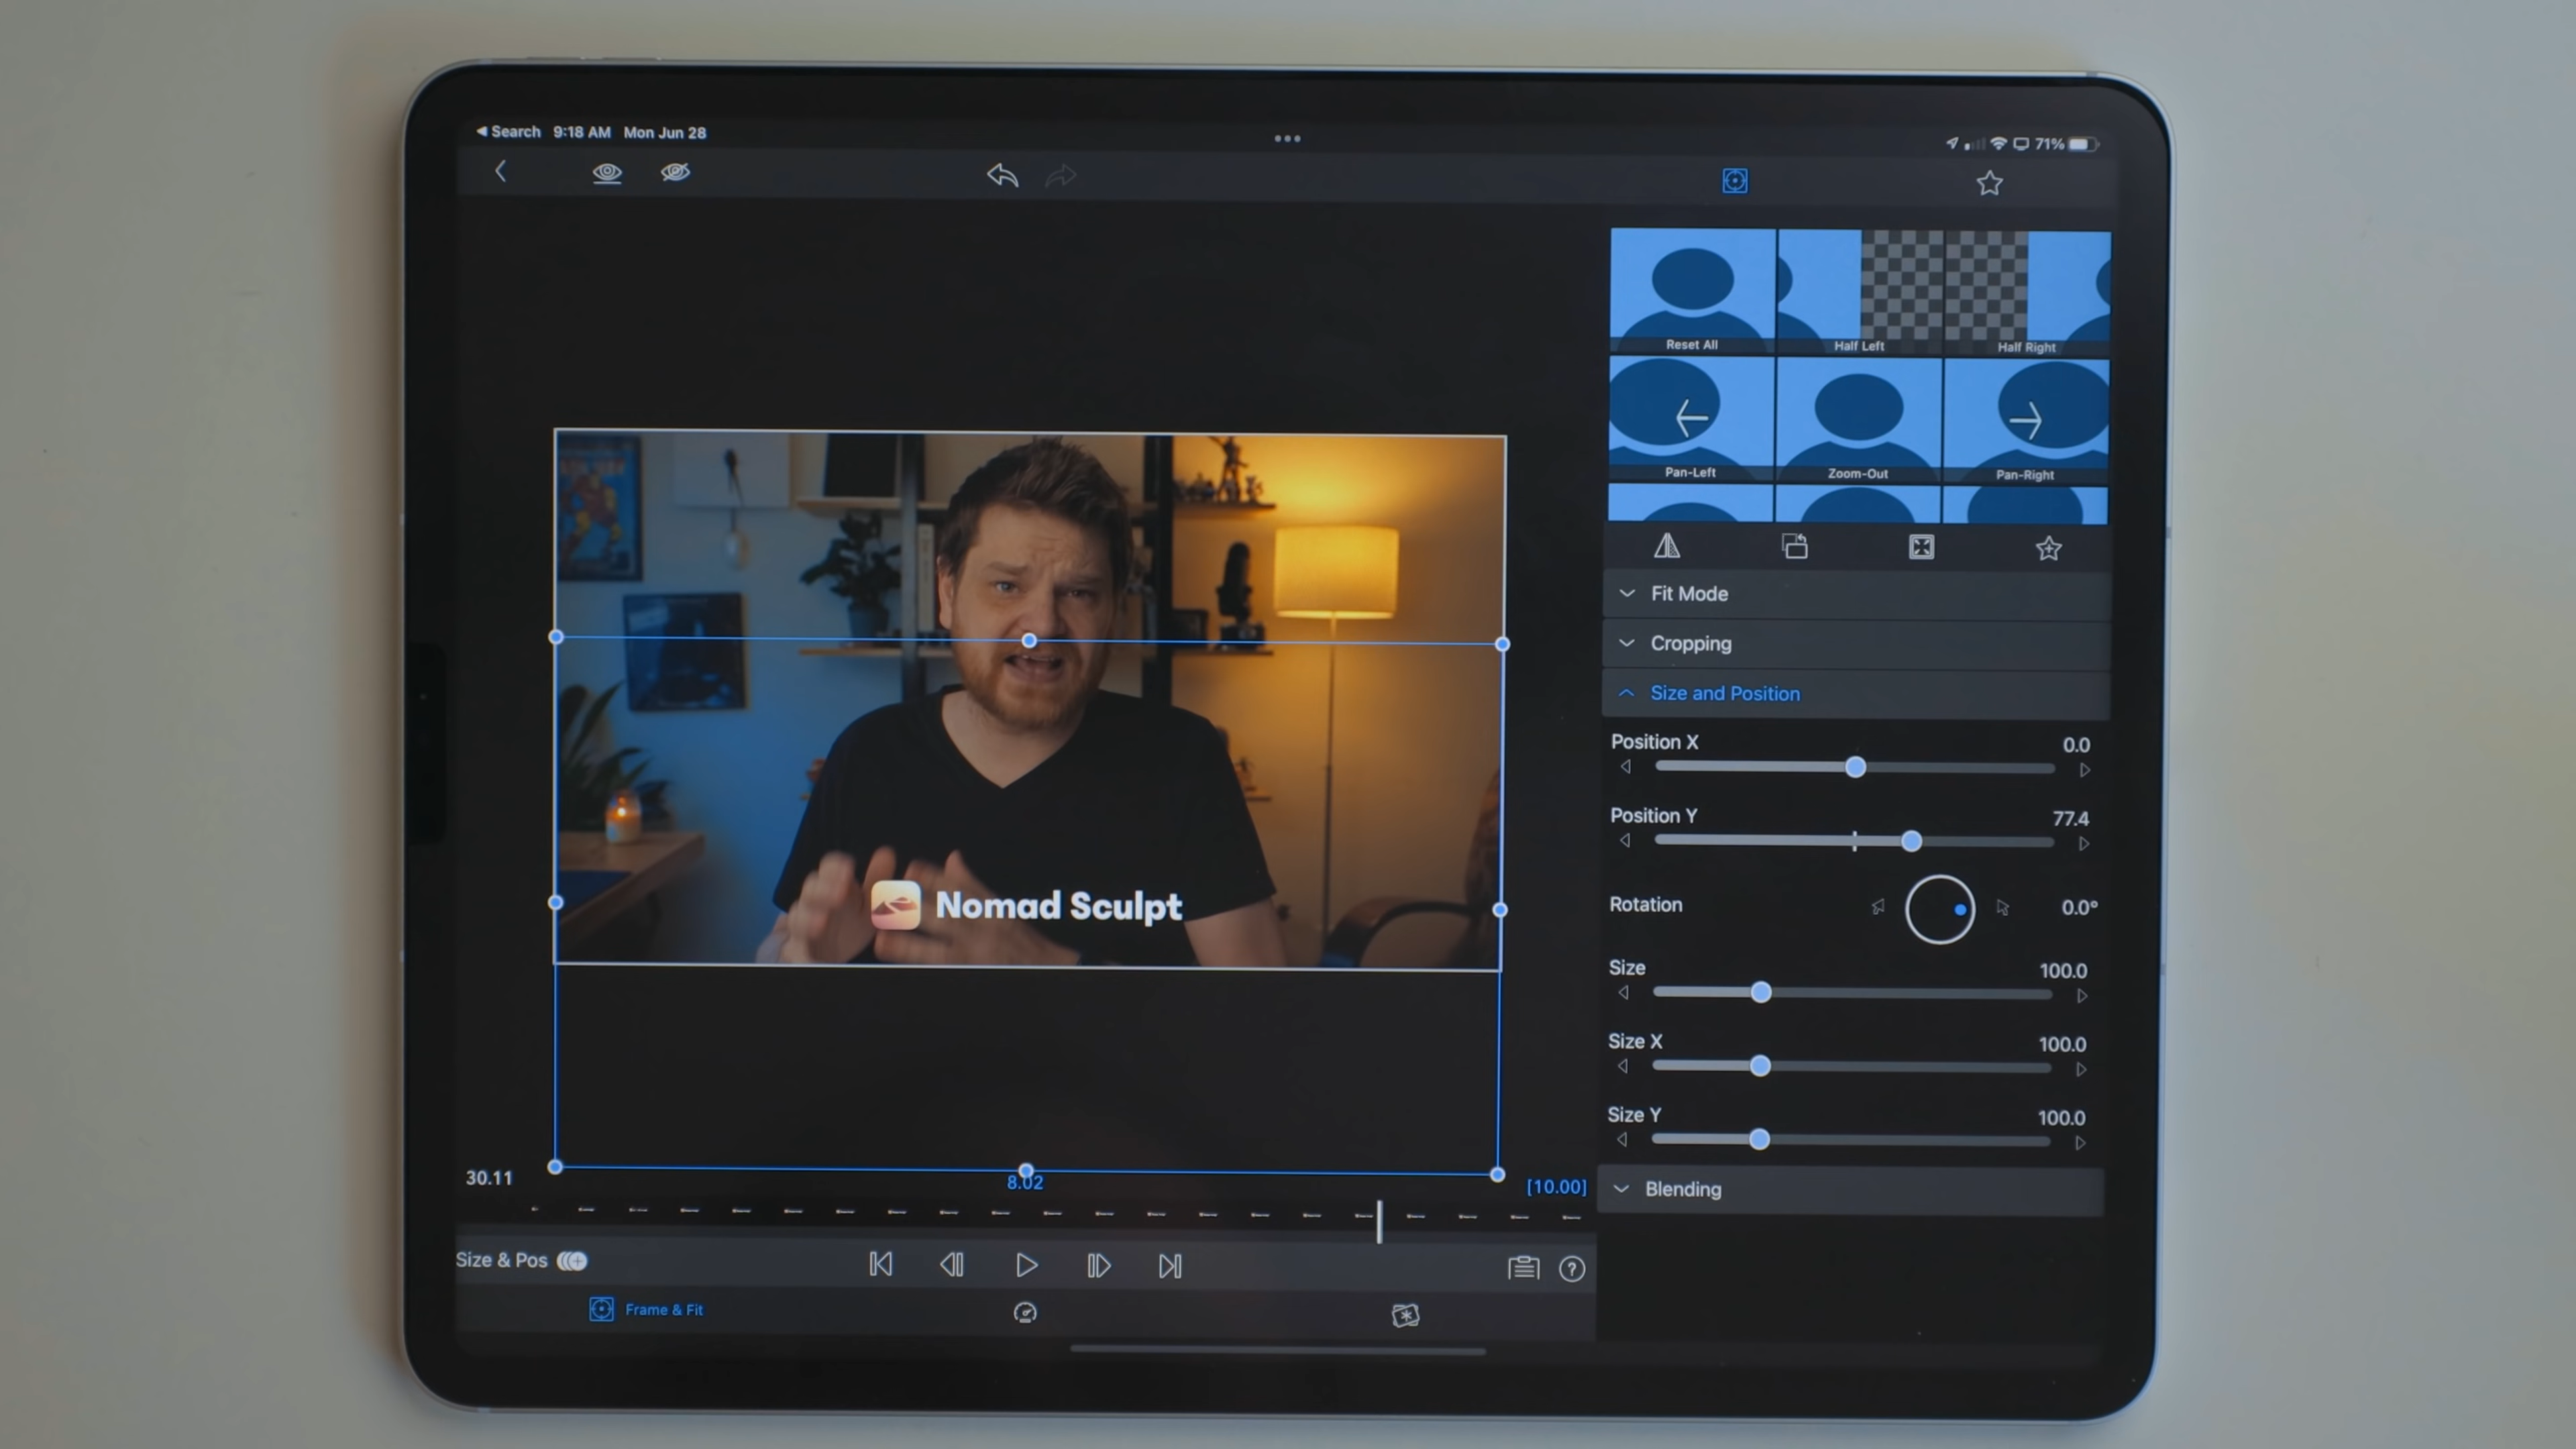 Search 9:18 AM Mon Jun 28
71%
Reset All
Half Left
Half Right
Pan-Left
Zoom-Out
Pan-Right
Fit Mode
Cropping
Size and Position
Position X 0.0
Position Y 77.4
Rotation 0.0°
Size 100.0
Size X 100.0
Size Y 100.0
Blending
Nomad Sculpt
30.11
8.02
[10.00]
Size & Pos
Frame & Fit